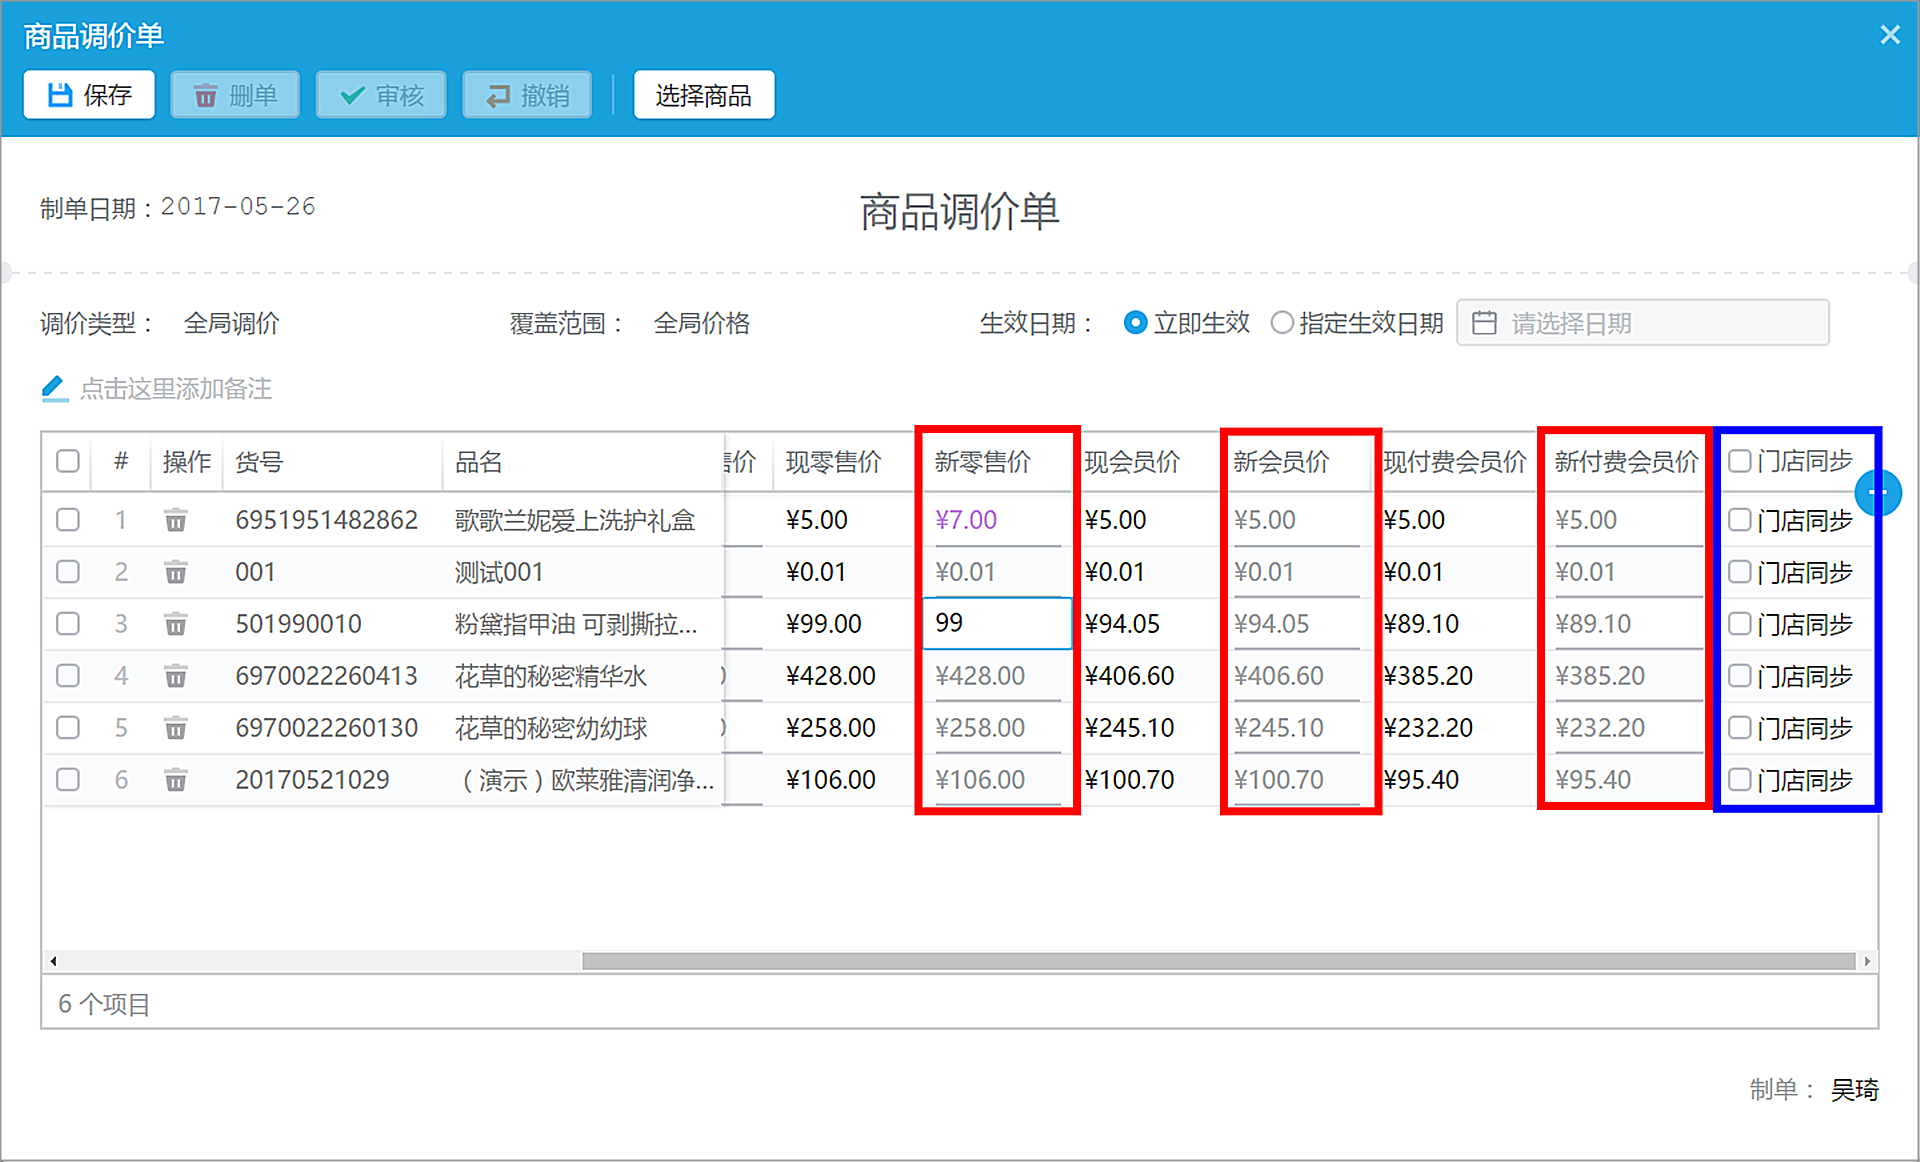 商品调价单
保存 删单 审核 撤销 选择商品
制单日期：2017-05-26
商品调价单
调价类型： 全局调价 覆盖范围： 全局价格 生效日期： 立即生效 指定生效日期 请选择日期
点击这里添加备注
# 操作 货号 品名 售价 现零售价 新零售价 现会员价 新会员价 现付费会员价 新付费会员价 门店同步
1 6951951482862 歌歌兰妮爱上洗护礼盒 ¥5.00 ¥7.00 ¥5.00 ¥5.00 ¥5.00 ¥5.00 门店同步
2 001 测试001 ¥0.01 ¥0.01 ¥0.01 ¥0.01 ¥0.01 ¥0.01 门店同步
3 501990010 粉黛指甲油 可剥撕拉... ¥99.00 99 ¥94.05 ¥94.05 ¥89.10 ¥89.10 门店同步
4 6970022260413 花草的秘密精华水 ¥428.00 ¥428.00 ¥406.60 ¥406.60 ¥385.20 ¥385.20 门店同步
5 6970022260130 花草的秘密幼幼球 ¥258.00 ¥258.00 ¥245.10 ¥245.10 ¥232.20 ¥232.20 门店同步
6 20170521029 （演示）欧莱雅清润净... ¥106.00 ¥106.00 ¥100.70 ¥100.70 ¥95.40 ¥95.40 门店同步
6 个项目
制单： 吴琦